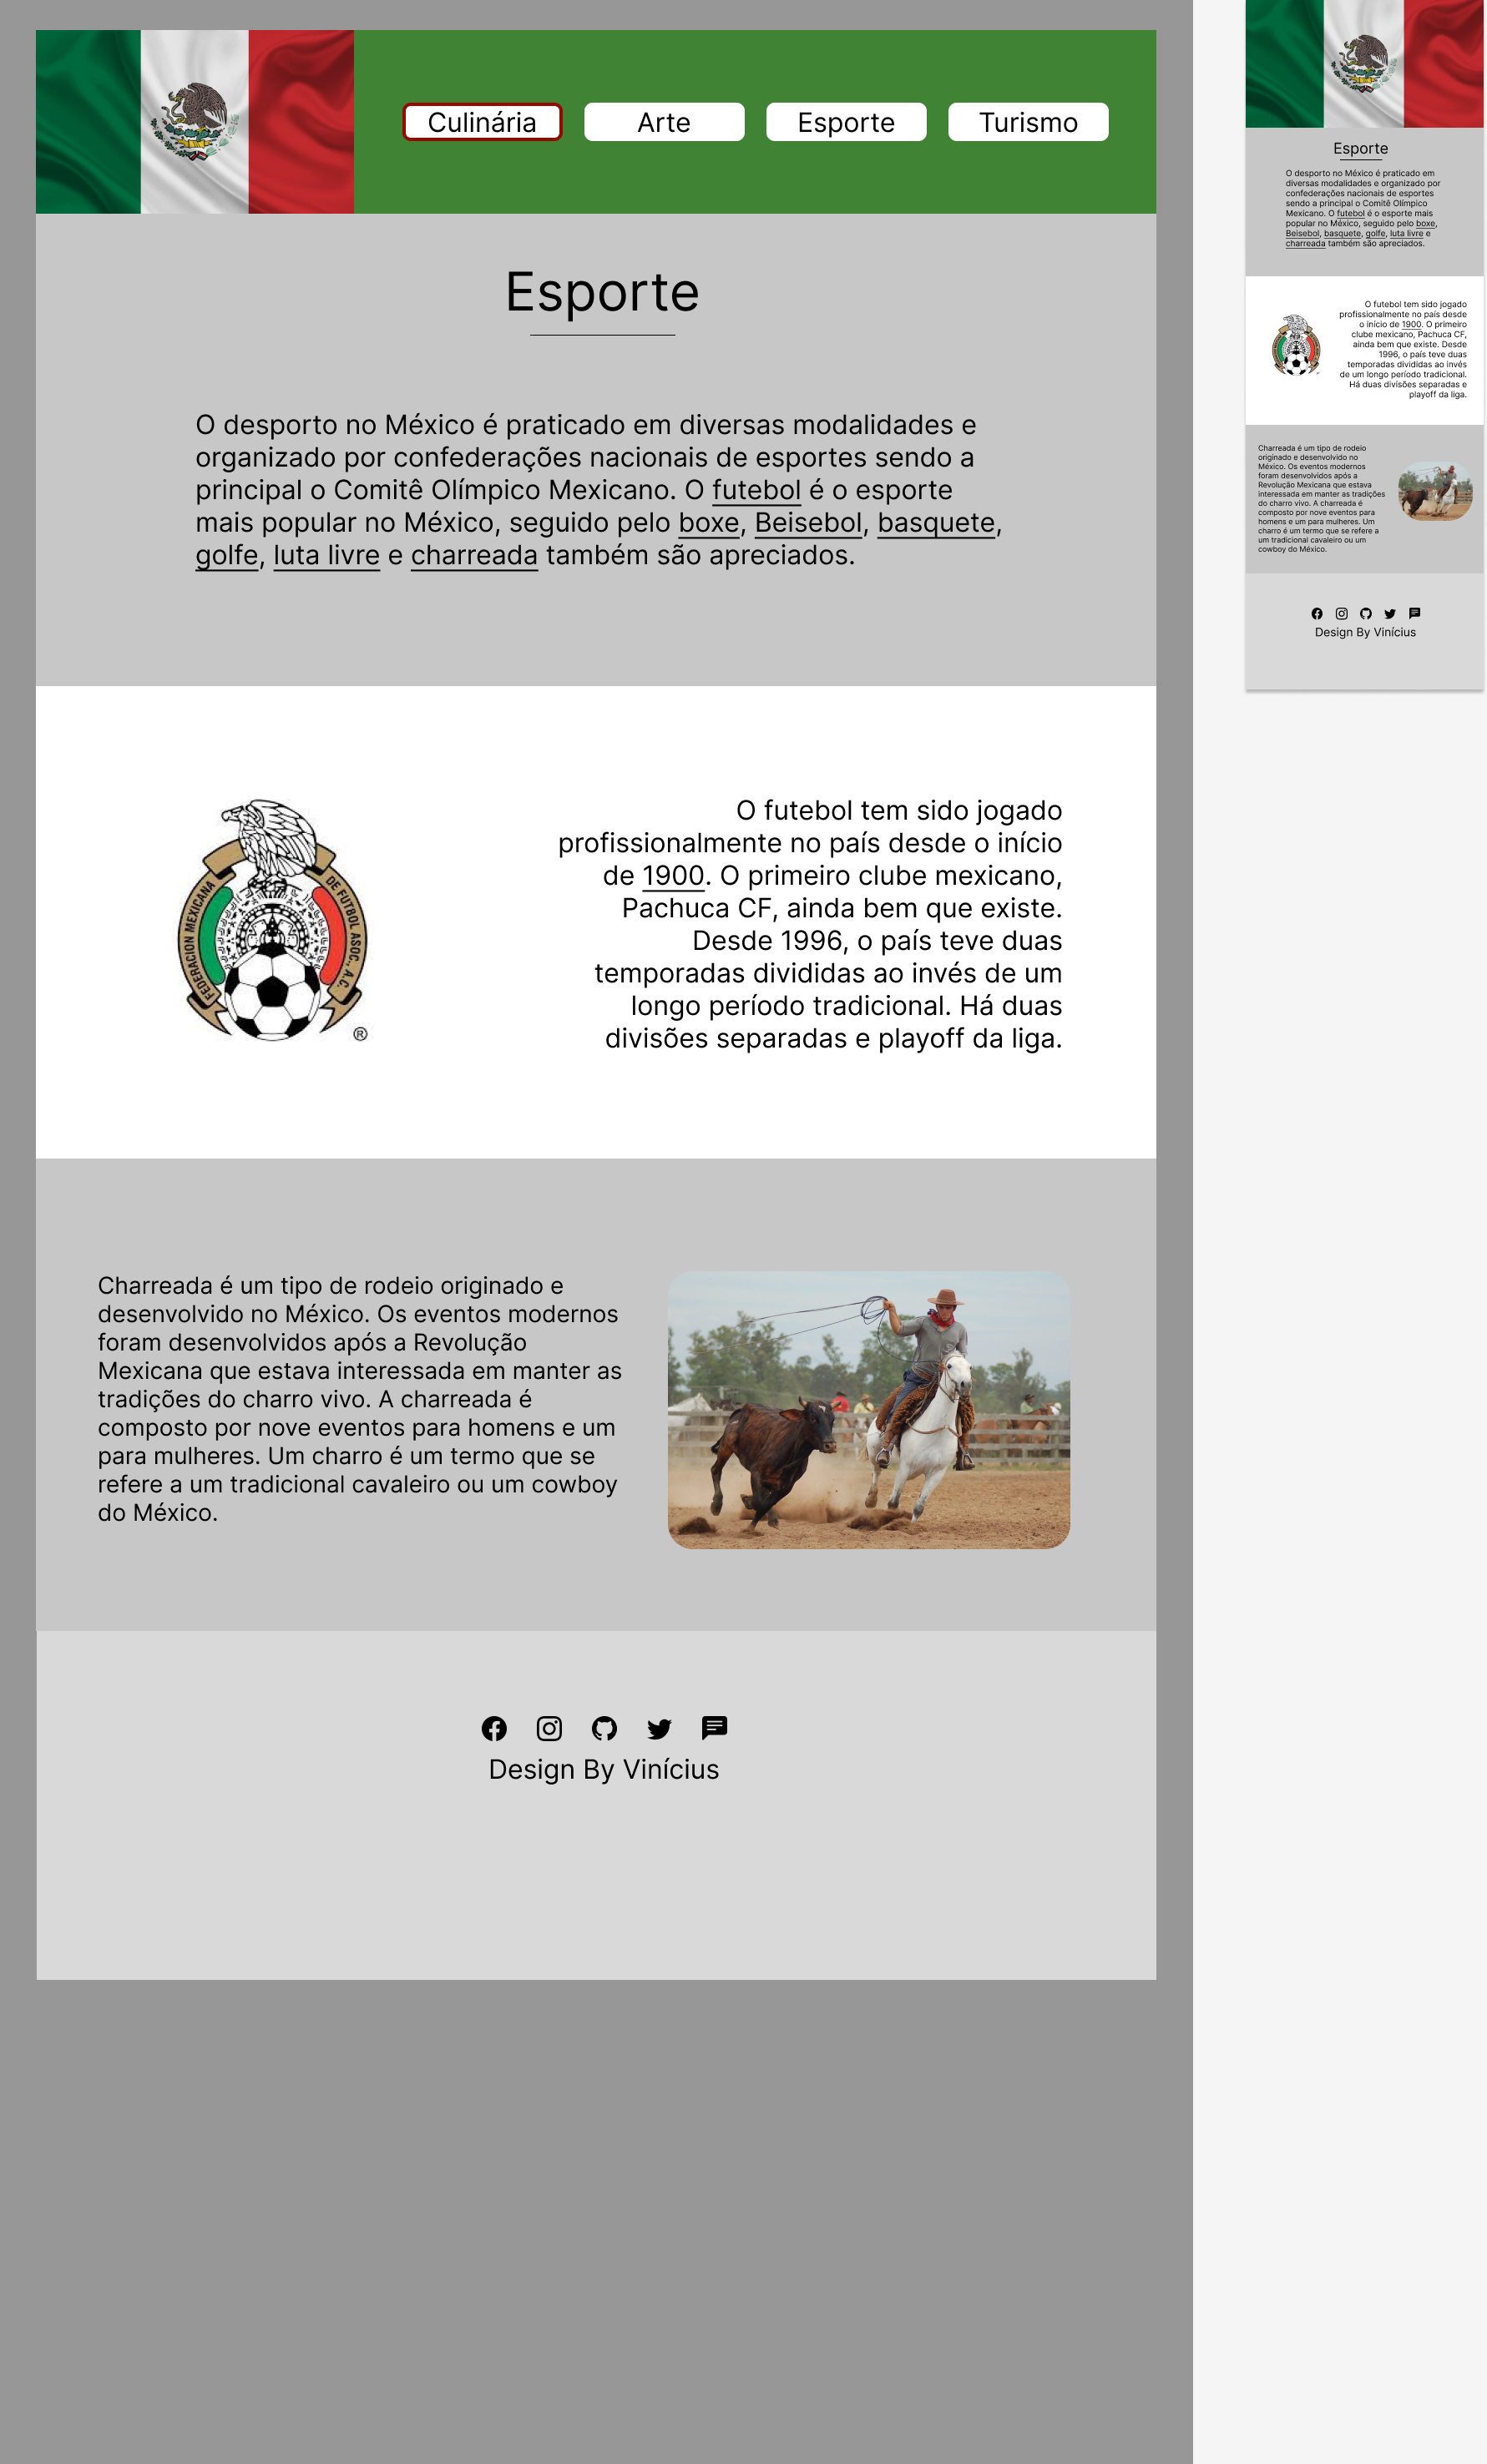 Culinária
Arte
Esporte
Turismo
Esporte
O desporto no México é praticado em diversas modalidades e
organizado por confederações nacionais de esportes sendo a
principal o Comitê Olímpico Mexicano. O futebol é o esporte
mais popular no México, seguido pelo boxe, Beisebol, basquete,
golfe, luta livre e charreada também são apreciados.
FEDERACION MEXICANA
DE FUTBOL ASOC., A.C.
®
O futebol tem sido jogado
profissionalmente no país desde o início
de 1900. O primeiro clube mexicano,
Pachuca CF, ainda bem que existe.
Desde 1996, o país teve duas
temporadas divididas ao invés de um
longo período tradicional. Há duas
divisões separadas e playoff da liga.
Charreada é um tipo de rodeio originado e
desenvolvido no México. Os eventos modernos
foram desenvolvidos após a Revolução
Mexicana que estava interessada em manter as
tradições do charro vivo. A charreada é
composto por nove eventos para homens e um
para mulheres. Um charro é um termo que se
refere a um tradicional cavaleiro ou um cowboy
do México.
Design By Vinícius
Esporte
O desporto no México é praticado em
diversas modalidades e organizado por
confederações nacionais de esportes
sendo a principal o Comitê Olímpico
Mexicano. O futebol é o esporte mais
popular no México, seguido pelo boxe,
Beisebol, basquete, golfe, luta livre e
charreada também são apreciados.
O futebol tem sido jogado
profissionalmente no país desde
o início de 1900. O primeiro
clube mexicano, Pachuca CF,
ainda bem que existe. Desde
1996, o país teve duas
temporadas divididas ao invés
de um longo período tradicional.
Há duas divisões separadas e
playoff da liga.
Charreada é um tipo de rodeio
originado e desenvolvido no
México. Os eventos modernos
foram desenvolvidos após a
Revolução Mexicana que estava
interessada em manter as tradições
do charro vivo. A charreada é
composto por nove eventos para
homens e um para mulheres. Um
charro é um termo que se refere a
um tradicional cavaleiro ou um
cowboy do México.
Design By Vinícius